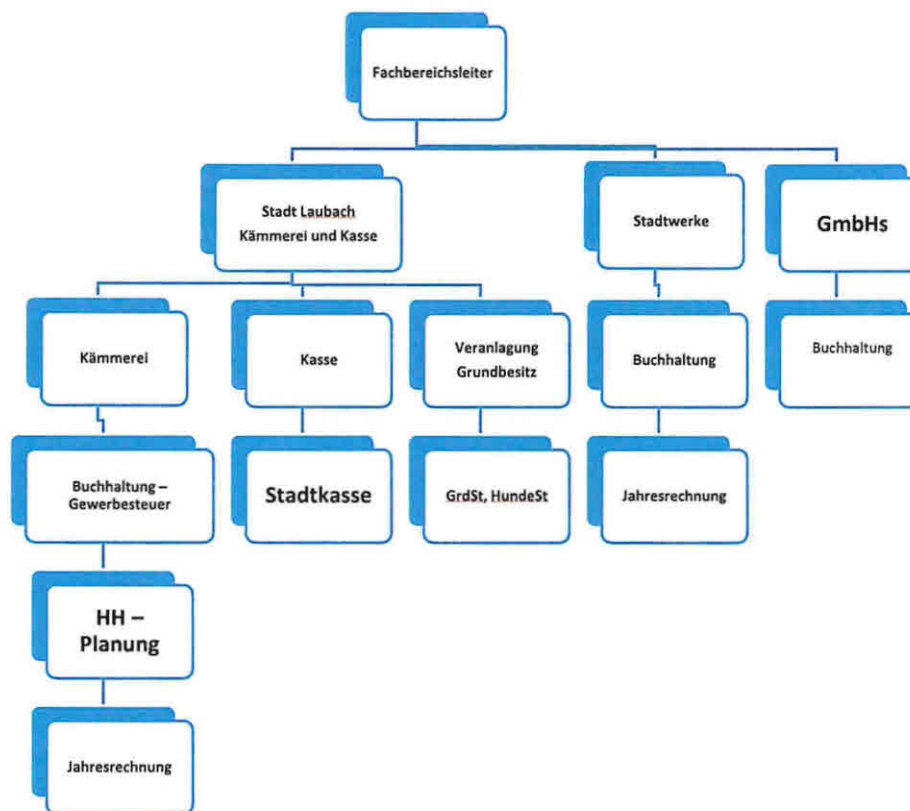 Fachbereichsleiter
Stadt Laubach
Kämmerei und Kasse
Stadtwerke
GmbHs
Kämmerei
Kasse
Veranlagung
Grundbesitz
Buchhaltung
Buchhaltung
Buchhaltung –
Gewerbesteuer
Stadtkasse
GrdSt, HundeSt
Jahresrechnung
HH –
Planung
Jahresrechnung